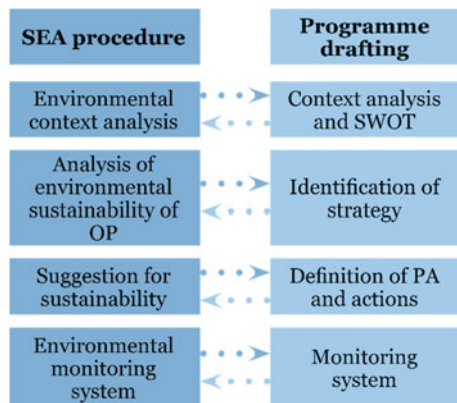 SEA procedure
Programme
drafting
Environmental
context analysis
Context analysis
and SWOT
Analysis of
environmental
sustainability of
OP
Identification of
strategy
Suggestion for
sustainability
Definition of PA
and actions
Environmental
monitoring
system
Monitoring
system